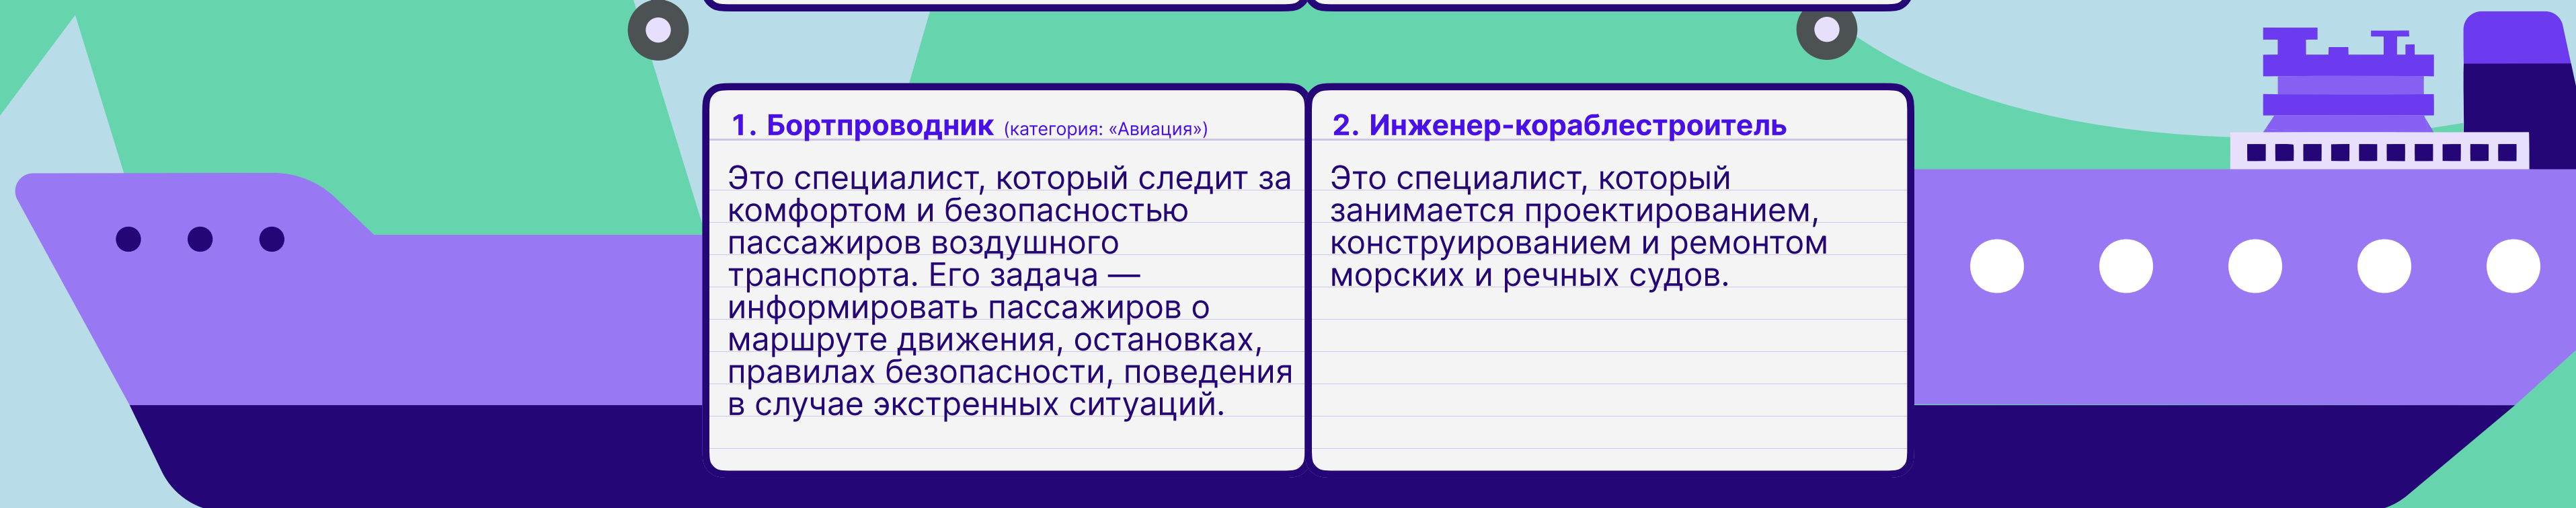 1. Бортпроводник (категория: «Авиация»)
Это специалист, который следит за
комфортом и безопасностью
пассажиров воздушного
транспорта. Его задача —
информировать пассажиров о
маршруте движения, остановках,
правилах безопасности, поведения
в случае экстренных ситуаций.
2. Инженер-кораблестроитель
Это специалист, который
занимается проектированием,
конструированием и ремонтом
морских и речных судов.